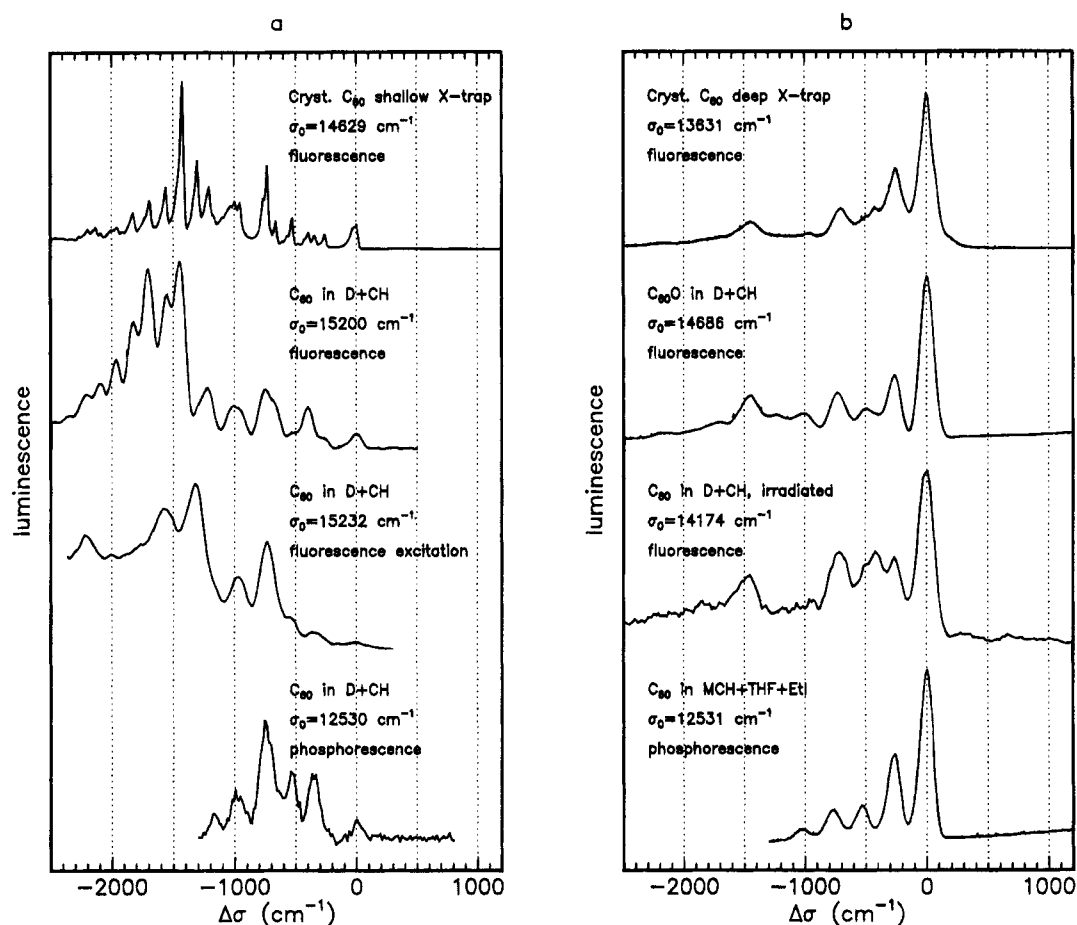 a
Cryst. C₆₀ shallow X-trap
σ₀=14629 cm⁻¹
fluorescence
C₆₀ in D+CH
σ₀=15200 cm⁻¹
fluorescence
C₆₀ in D+CH
σ₀=15232 cm⁻¹
fluorescence excitation
C₆₀ in D+CH
σ₀=12530 cm⁻¹
phosphorescence
luminescence
−2000 −1000 0 1000
Δσ (cm⁻¹)
b
Cryst. C₆₀ deep X-trap
σ₀=13631 cm⁻¹
fluorescence
C₆₀O in D+CH
σ₀=14686 cm⁻¹
fluorescence
C₆₀ in D+CH, irradiated
σ₀=14174 cm⁻¹
fluorescence
C₆₀ in MCH+THF+EtI
σ₀=12531 cm⁻¹
phosphorescence
luminescence
−2000 −1000 0 1000
Δσ (cm⁻¹)